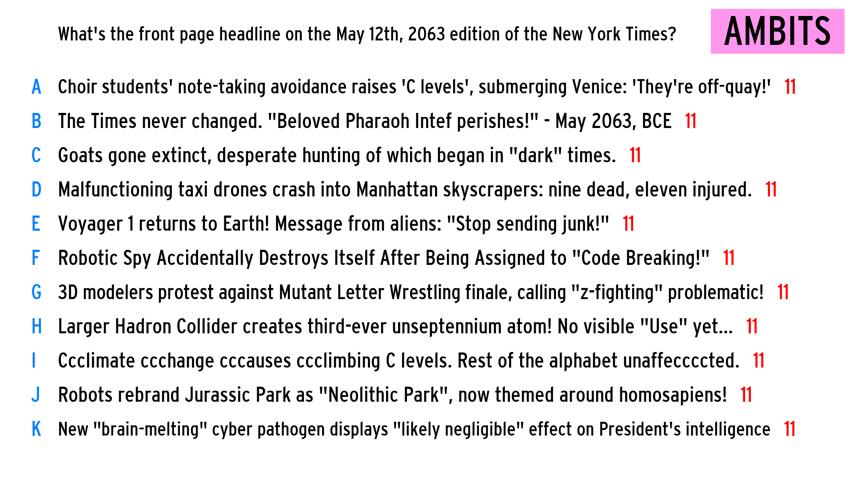 What's the front page headline on the May 12th, 2063 edition of the New York Times?
AMBITS
A Choir students' note-taking avoidance raises 'C levels', submerging Venice: 'They're off-quay!' 11
B The Times never changed. "Beloved Pharaoh Intef perishes!" - May 2063, BCE 11
C Goats gone extinct, desperate hunting of which began in "dark" times. 11
D Malfunctioning taxi drones crash into Manhattan skyscrapers: nine dead, eleven injured. 11
E Voyager 1 returns to Earth! Message from aliens: "Stop sending junk!" 11
F Robotic Spy Accidentally Destroys Itself After Being Assigned to "Code Breaking!" 11
G 3D modelers protest against Mutant Letter Wrestling finale, calling "z-fighting" problematic! 11
H Larger Hadron Collider creates third-ever unseptennium atom! No visible "Use" yet... 11
I Ccclimate ccchange cccauses ccclimbing C levels. Rest of the alphabet unaffeccccted. 11
J Robots rebrand Jurassic Park as "Neolithic Park", now themed around homosapiens! 11
K New "brain-melting" cyber pathogen displays "likely negligible" effect on President's intelligence 11